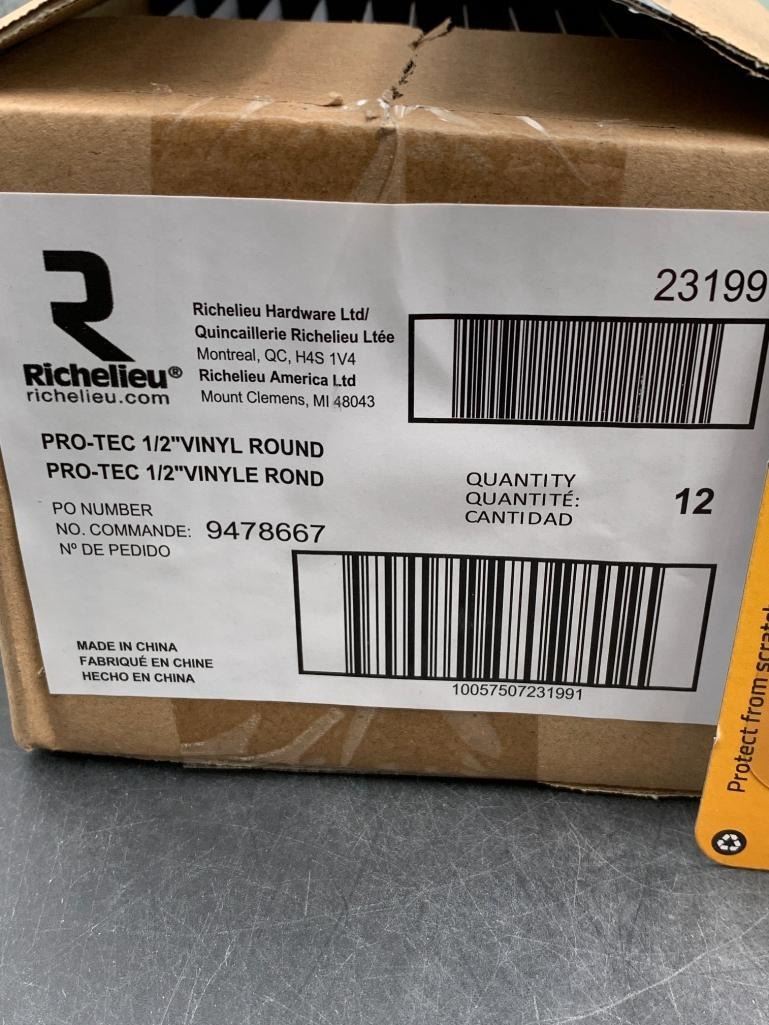 23199
Richelieu®
richelieu.com
Richelieu Hardware Ltd/
Quincaillerie Richelieu Ltée
Montreal, QC, H4S 1V4
Richelieu America Ltd
Mount Clemens, MI 48043
PRO-TEC 1/2"VINYL ROUND
PRO-TEC 1/2"VINYLE ROND
PO NUMBER
NO. COMMANDE: 9478667
Nº DE PEDIDO
QUANTITY
QUANTITÉ: 12
CANTIDAD
MADE IN CHINA
FABRIQUÉ EN CHINE
HECHO EN CHINA
10057507231991
Protect from